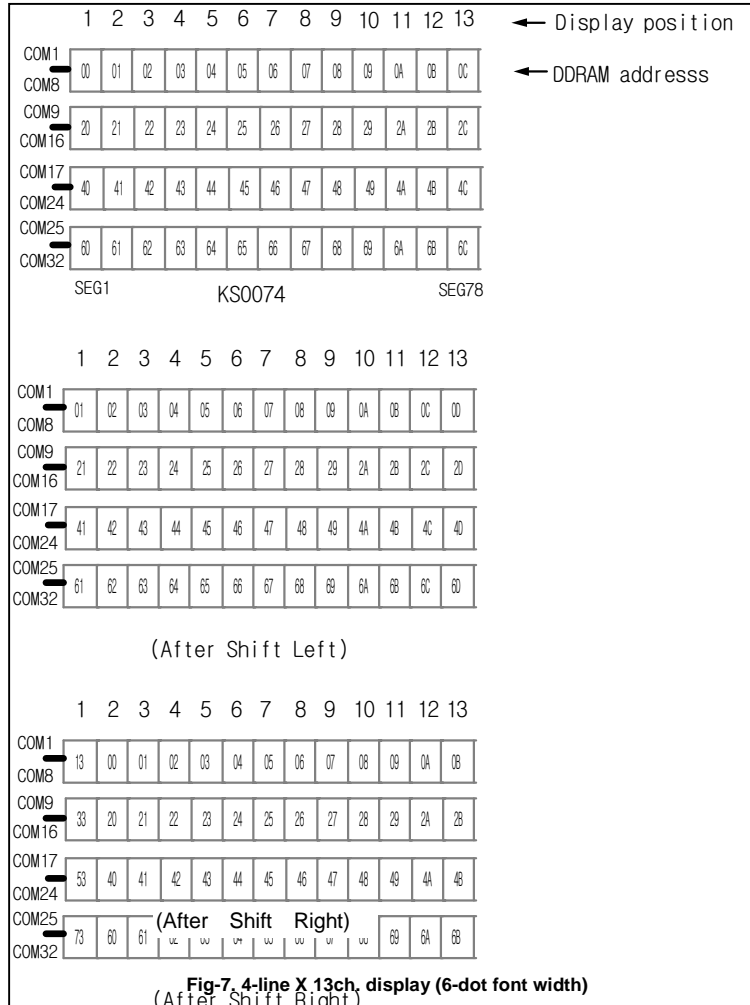 1 2 3 4 5 6 7 8 9 10 11 12 13 ← Display position
COM1
00 01 02 03 04 05 06 07 08 09 0A 0B 0C ← DDRAM addresss
COM8
COM9
20 21 22 23 24 25 26 27 28 29 2A 2B 2C
COM16
COM17
40 41 42 43 44 45 46 47 48 49 4A 4B 4C
COM24
COM25
60 61 62 63 64 65 66 67 68 69 6A 6B 6C
COM32
SEG1 KS0074 SEG78
1 2 3 4 5 6 7 8 9 10 11 12 13
COM1
01 02 03 04 05 06 07 08 09 0A 0B 0C 0D
COM8
COM9
21 22 23 24 25 26 27 28 29 2A 2B 2C 2D
COM16
COM17
41 42 43 44 45 46 47 48 49 4A 4B 4C 4D
COM24
COM25
61 62 63 64 65 66 67 68 69 6A 6B 6C 6D
COM32
(After Shift Left)
1 2 3 4 5 6 7 8 9 10 11 12 13
COM1
13 00 01 02 03 04 05 06 07 08 09 0A 0B
COM8
COM9
33 20 21 22 23 24 25 26 27 28 29 2A 2B
COM16
COM17
53 40 41 42 43 44 45 46 47 48 49 4A 4B
COM24
COM25
73 60 61 69 6A 6B
(After Shift Right)
COM32
Fig-7. 4-line X 13ch. display (6-dot font width)
(After Shift Right)